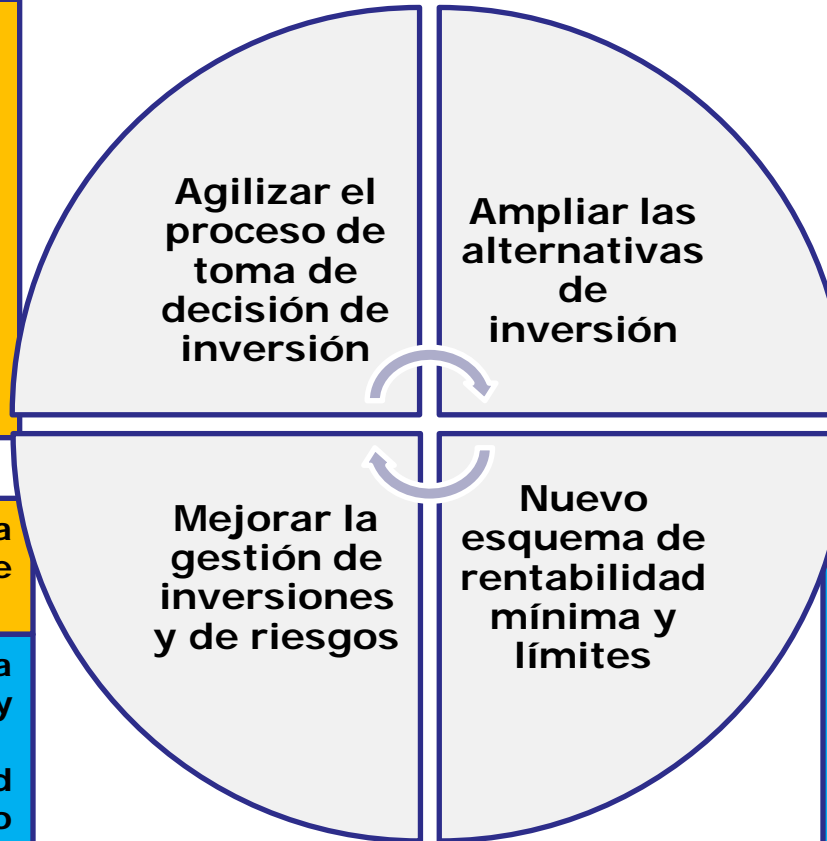 Agilizar el
proceso de
toma de
decisión de
inversión
Ampliar las
alternativas
de
inversión
Mejorar la
gestión de
inversiones
y de riesgos
Nuevo
esquema de
rentabilidad
mínima y
límites
a
e
a
y
d
o